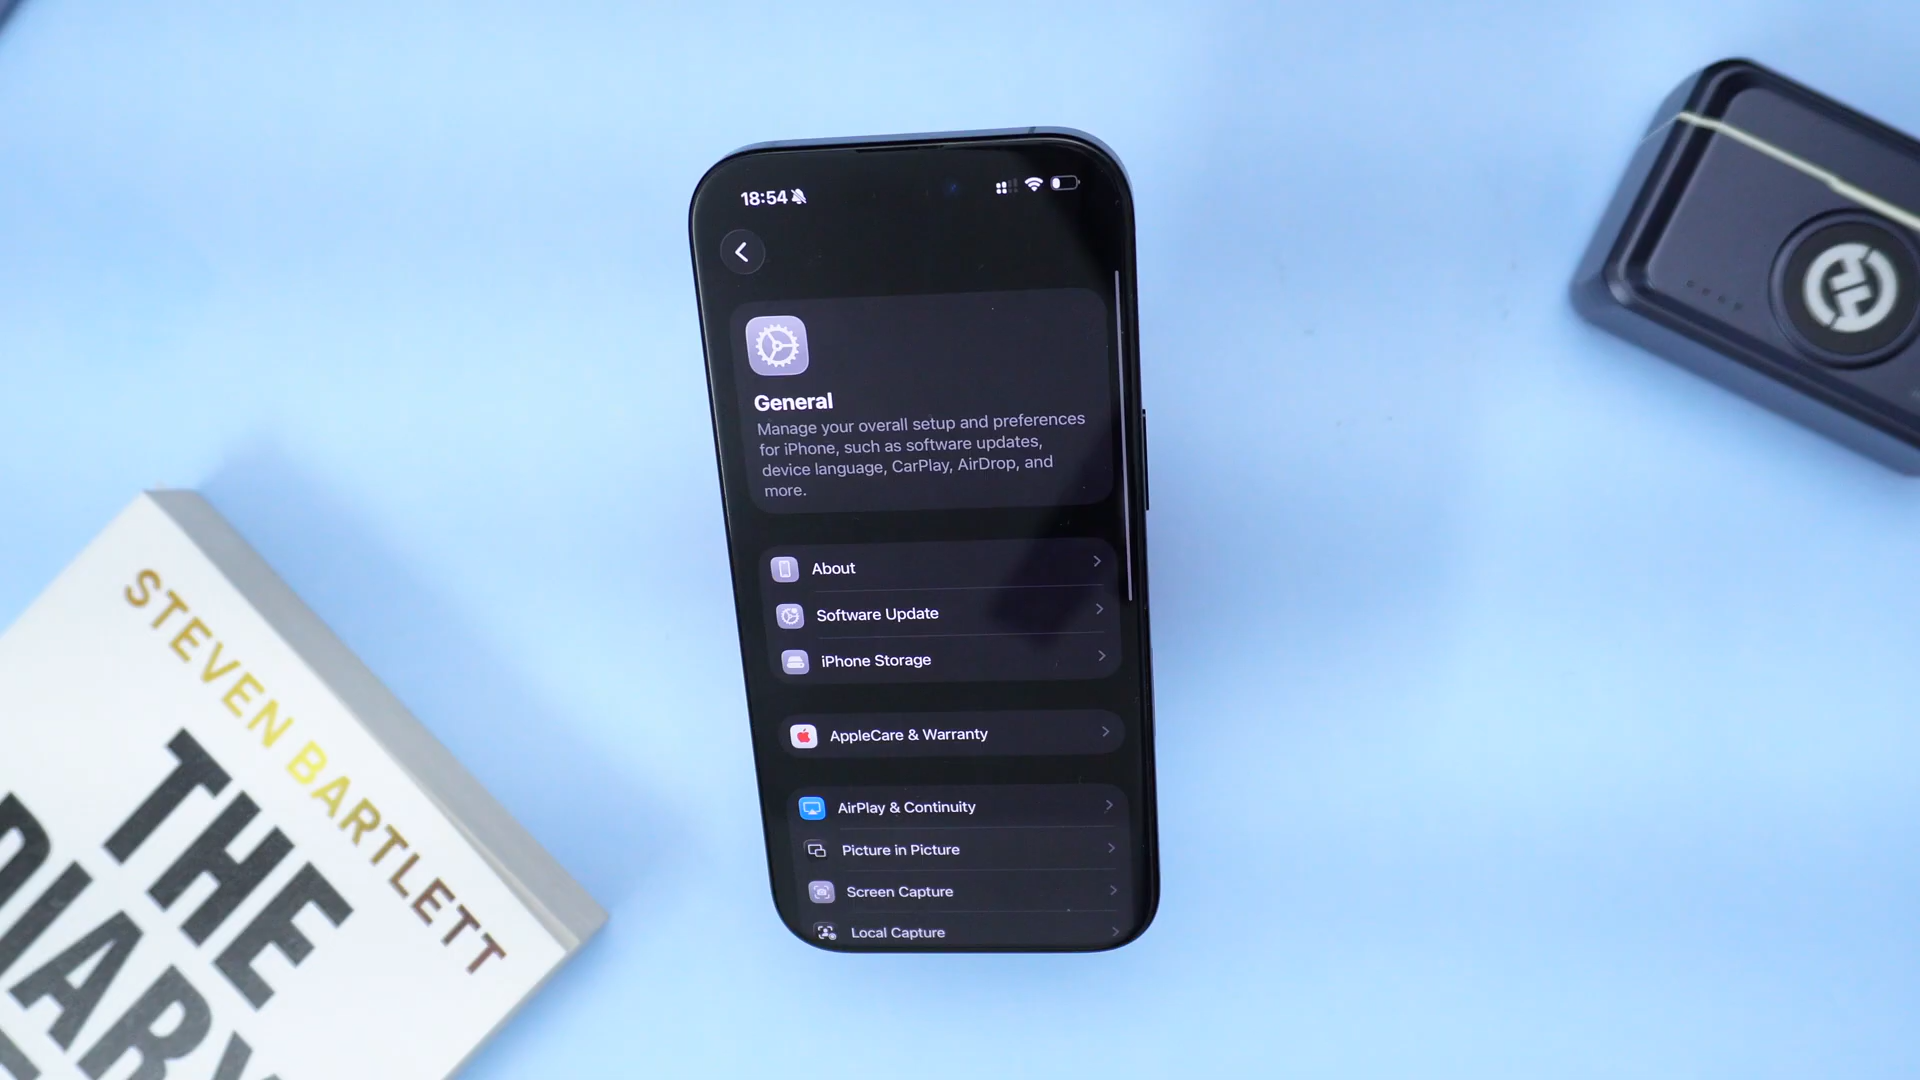 18:54
General
Manage your overall setup and preferences
for iPhone, such as software updates,
device language, CarPlay, AirDrop, and
more.
About
Software Update
iPhone Storage
AppleCare & Warranty
AirPlay & Continuity
Picture in Picture
Screen Capture
Local Capture
STEVEN BARTLETT
THE
DIARY